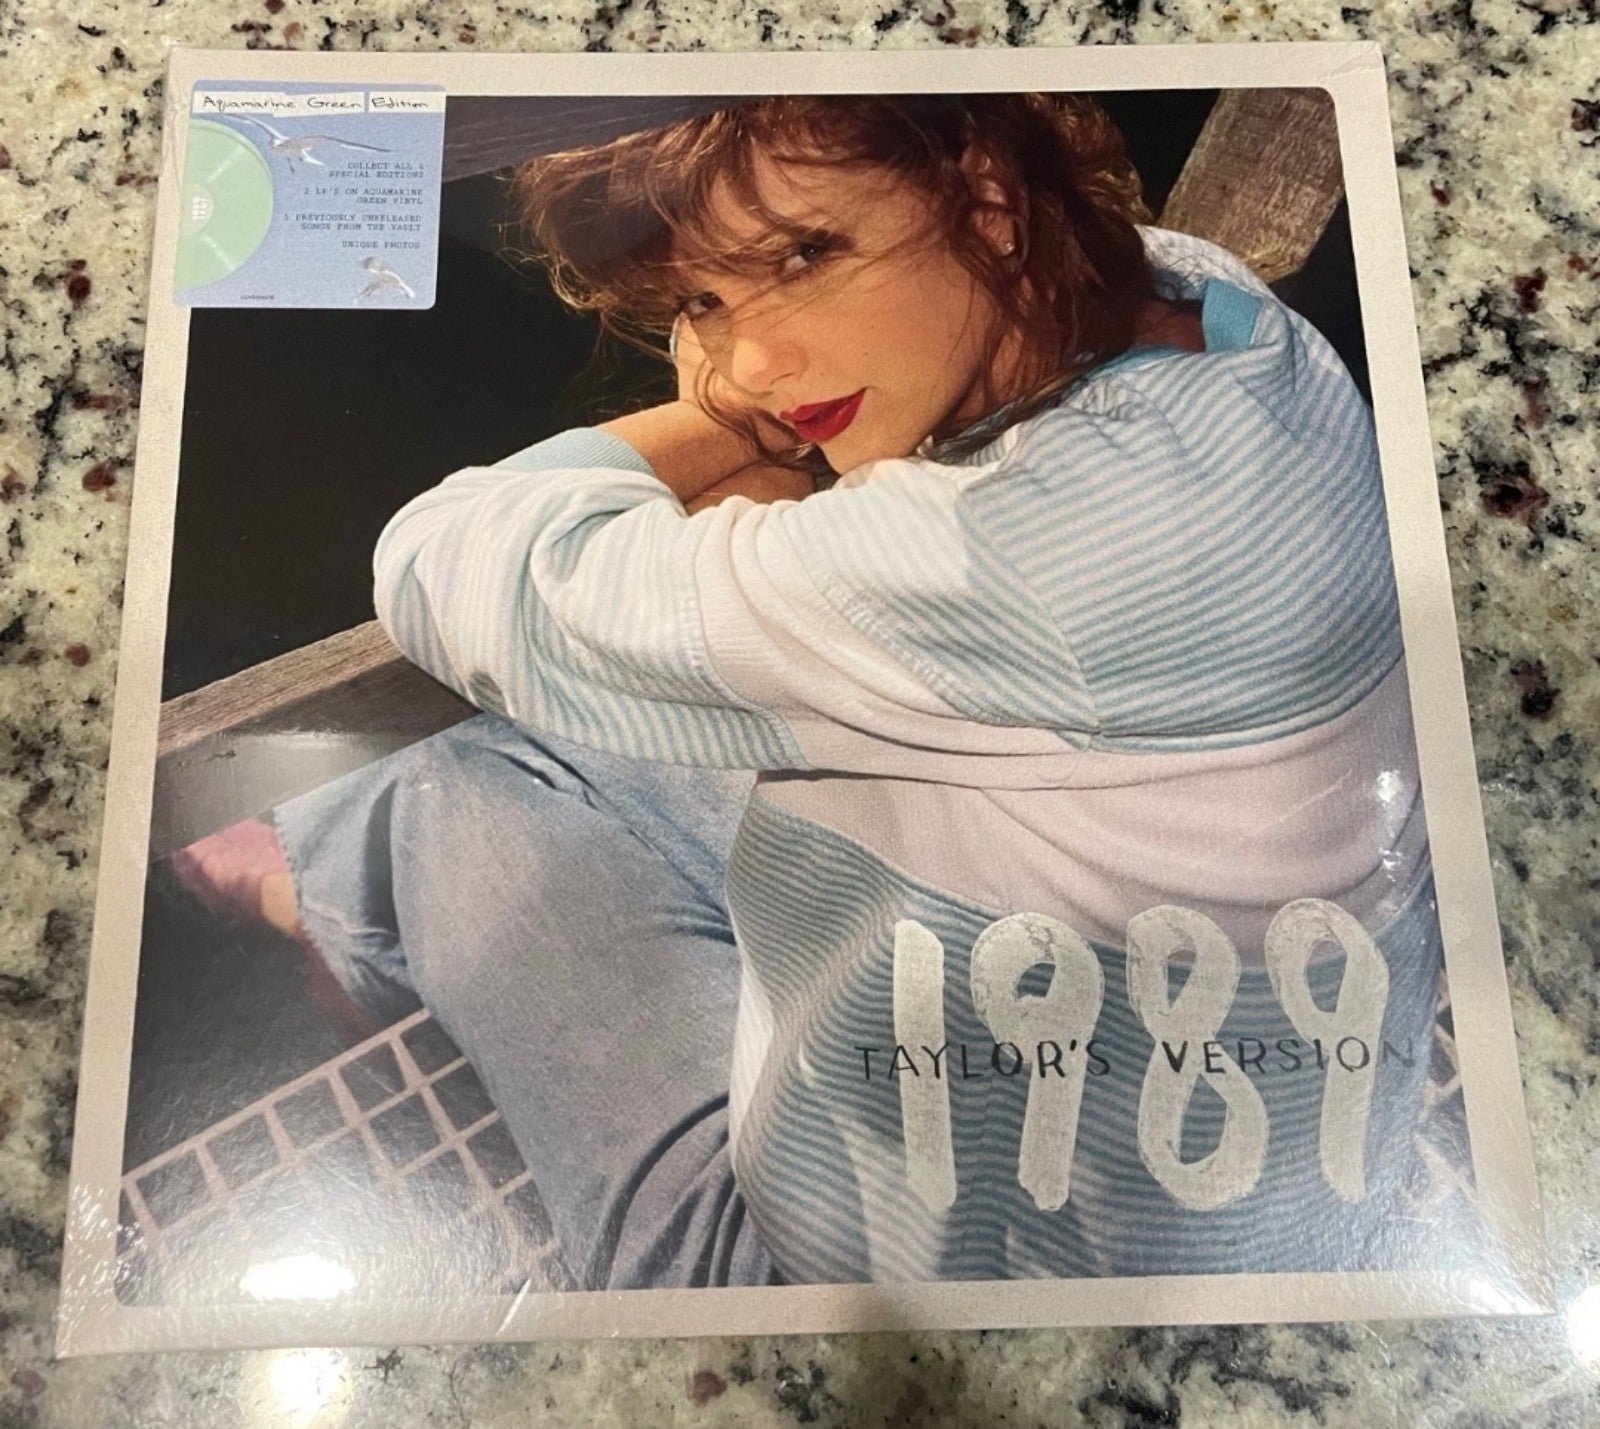 Aquamarine Green Edition
COLLECT ALL 4
SPECIAL EDITIONS
2 LP'S ON AQUAMARINE
GREEN VINYL
5 PREVIOUSLY UNRELEASED
SONGS FROM THE VAULT
UNIQUE PHOTOS
1989
TAYLOR'S VERSION